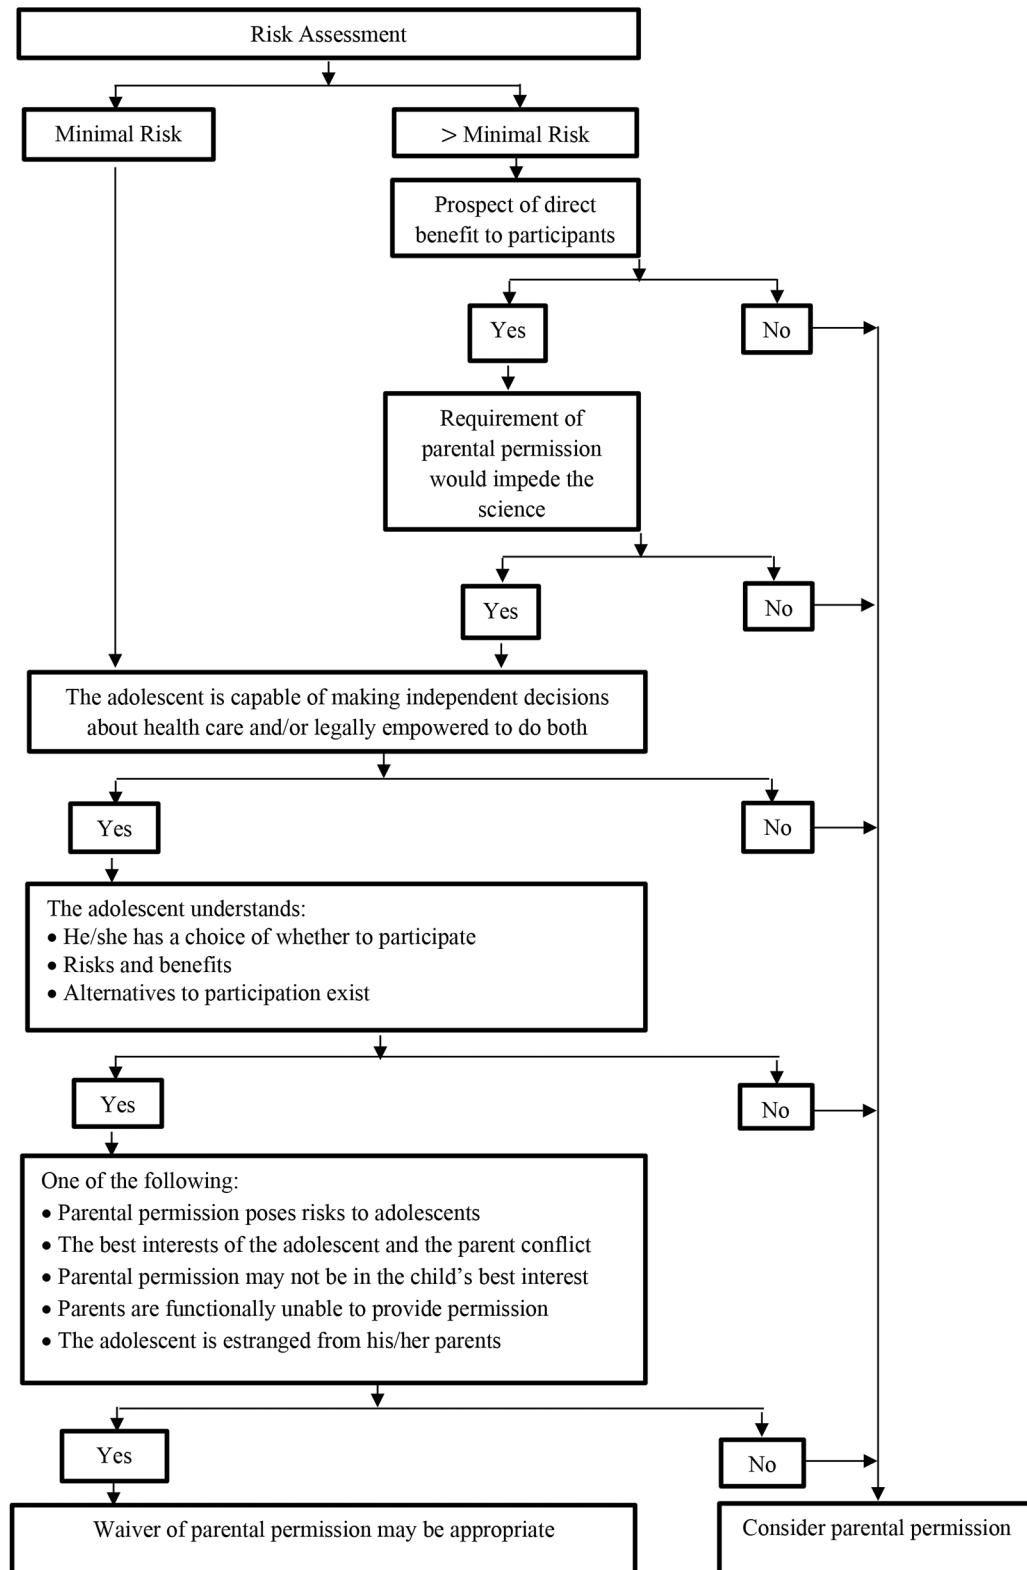 Risk Assessment
Minimal Risk
> Minimal Risk
Prospect of direct
benefit to participants
Yes
No
Requirement of
parental permission
would impede the
science
Yes
No
The adolescent is capable of making independent decisions
about health care and/or legally empowered to do both
Yes
No
The adolescent understands:
• He/she has a choice of whether to participate
• Risks and benefits
• Alternatives to participation exist
Yes
No
One of the following:
• Parental permission poses risks to adolescents
• The best interests of the adolescent and the parent conflict
• Parental permission may not be in the child’s best interest
• Parents are functionally unable to provide permission
• The adolescent is estranged from his/her parents
Yes
No
Waiver of parental permission may be appropriate
Consider parental permission